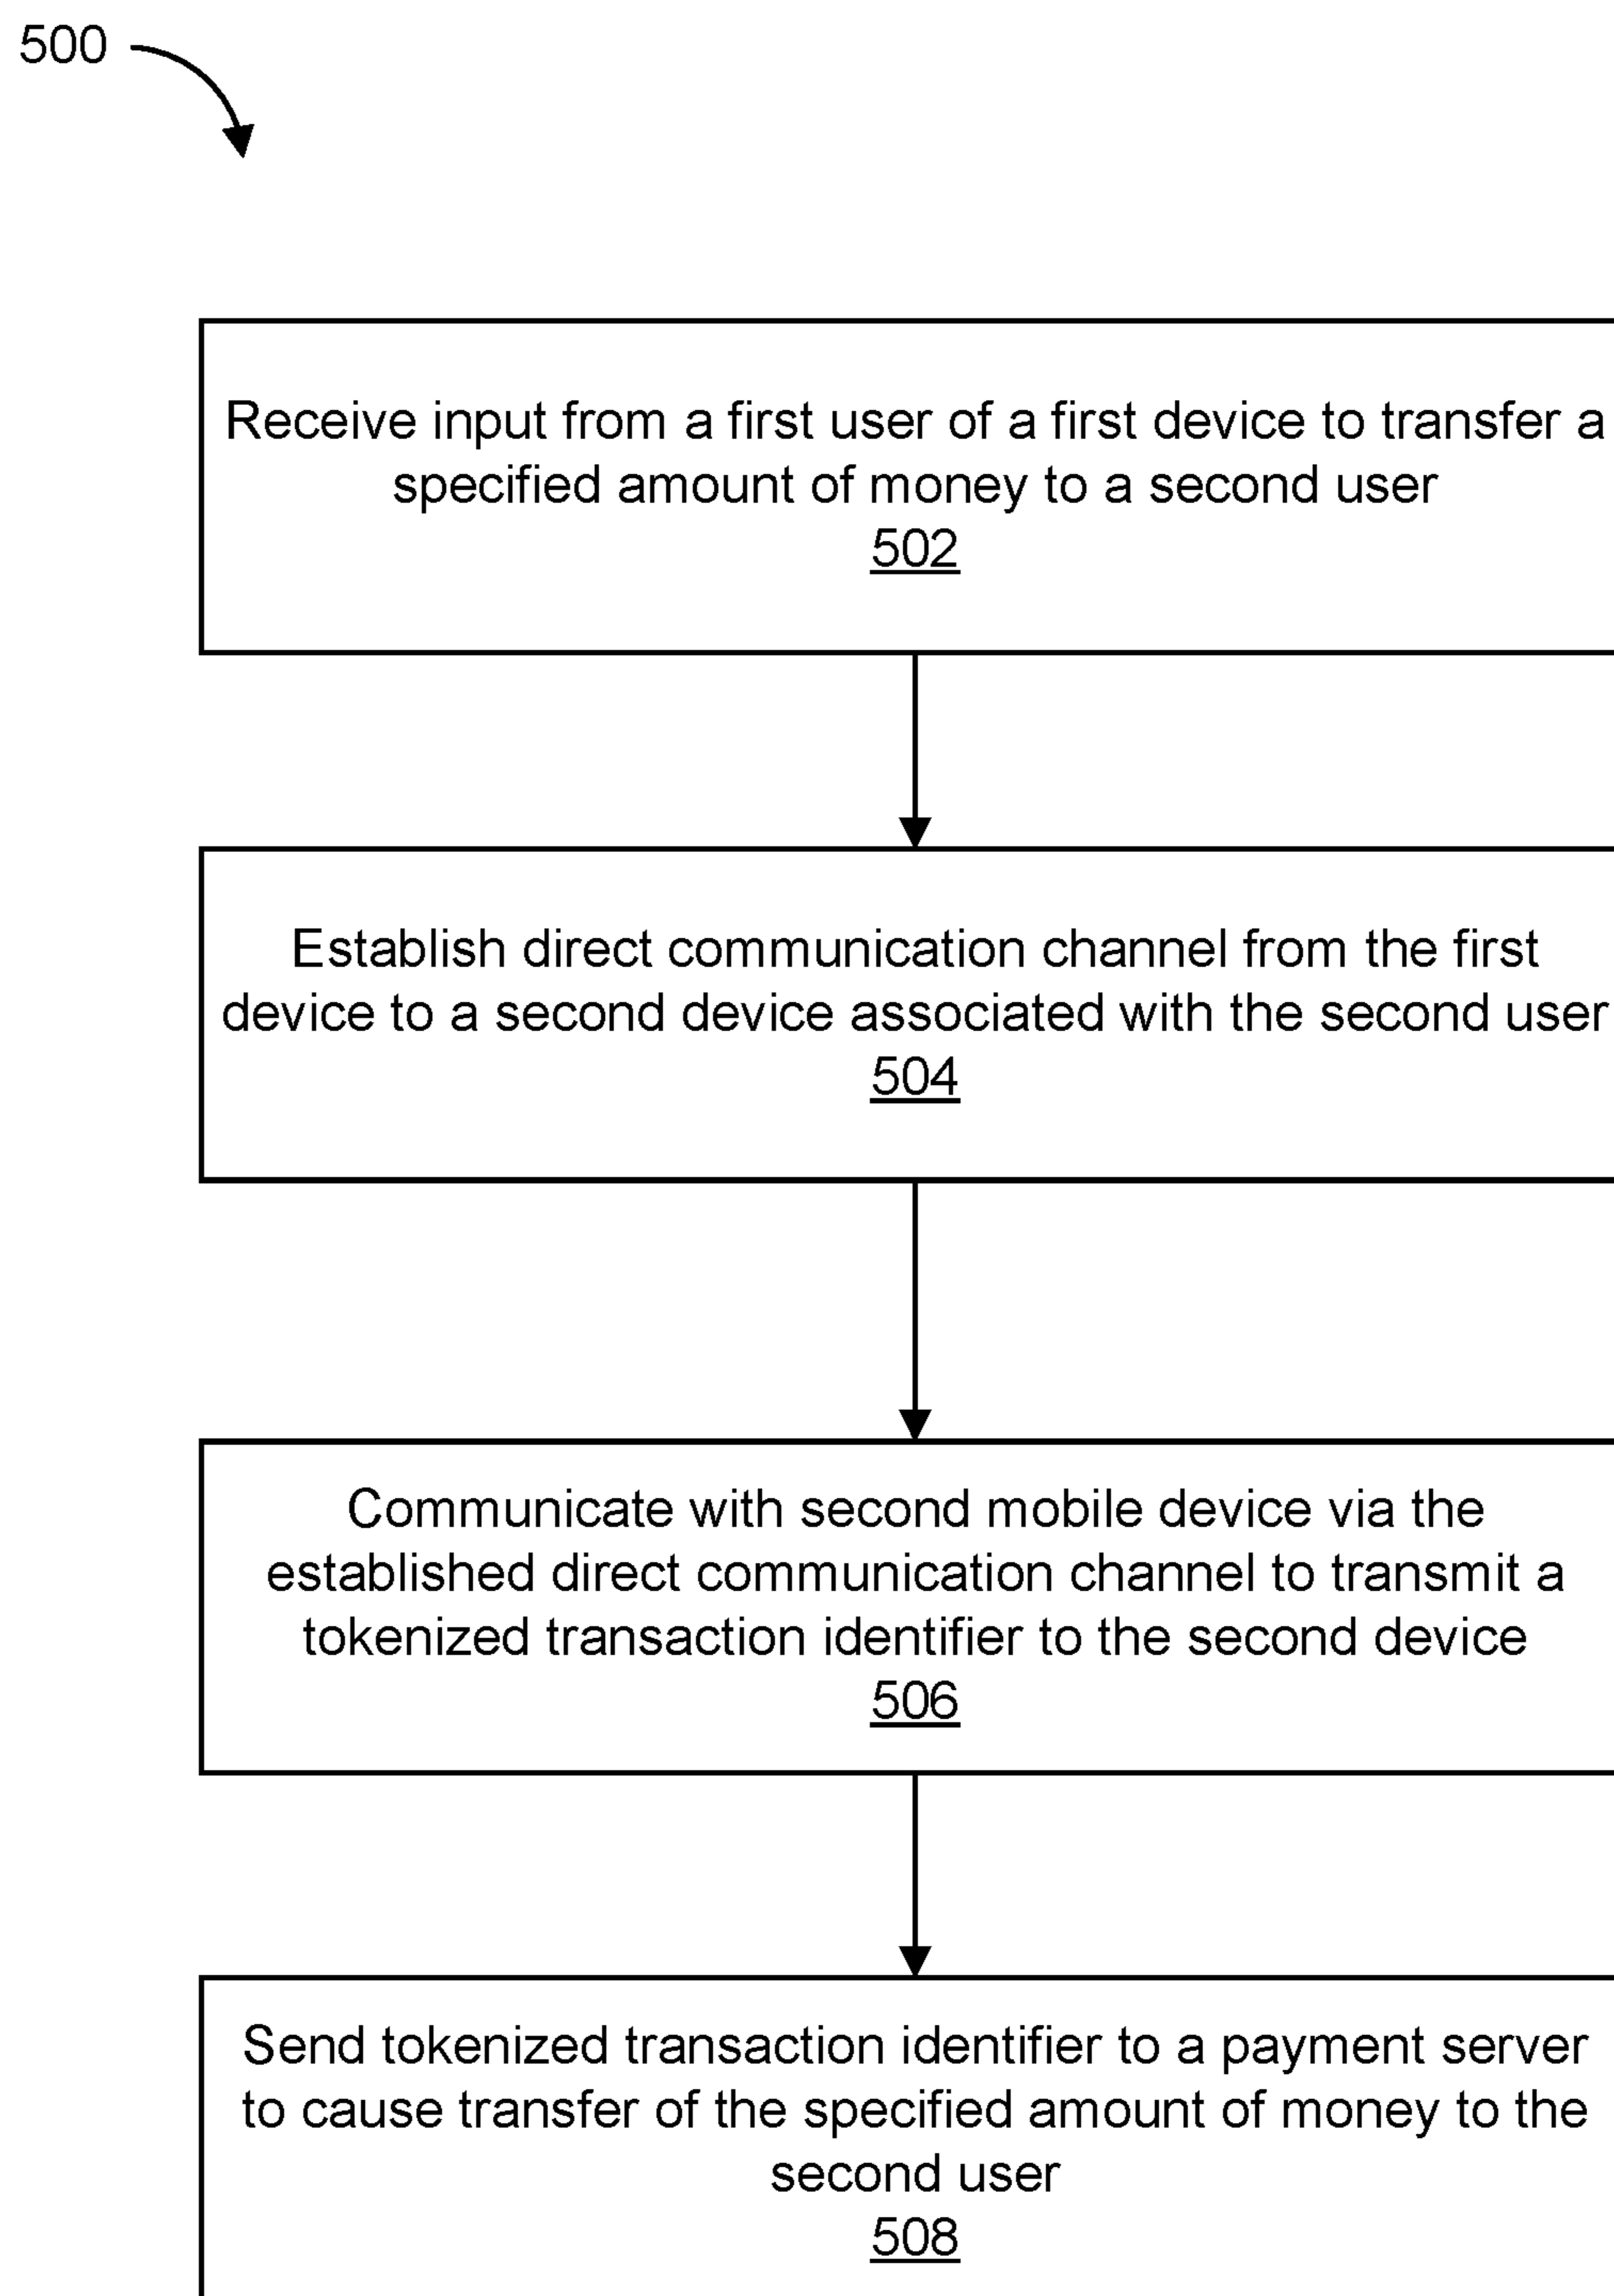 500
Receive input from a first user of a first device to transfer a
specified amount of money to a second user
502
Establish direct communication channel from the first
device to a second device associated with the second user
504
Communicate with second mobile device via the
established direct communication channel to transmit a
tokenized transaction identifier to the second device
506
Send tokenized transaction identifier to a payment server
to cause transfer of the specified amount of money to the
second user
508